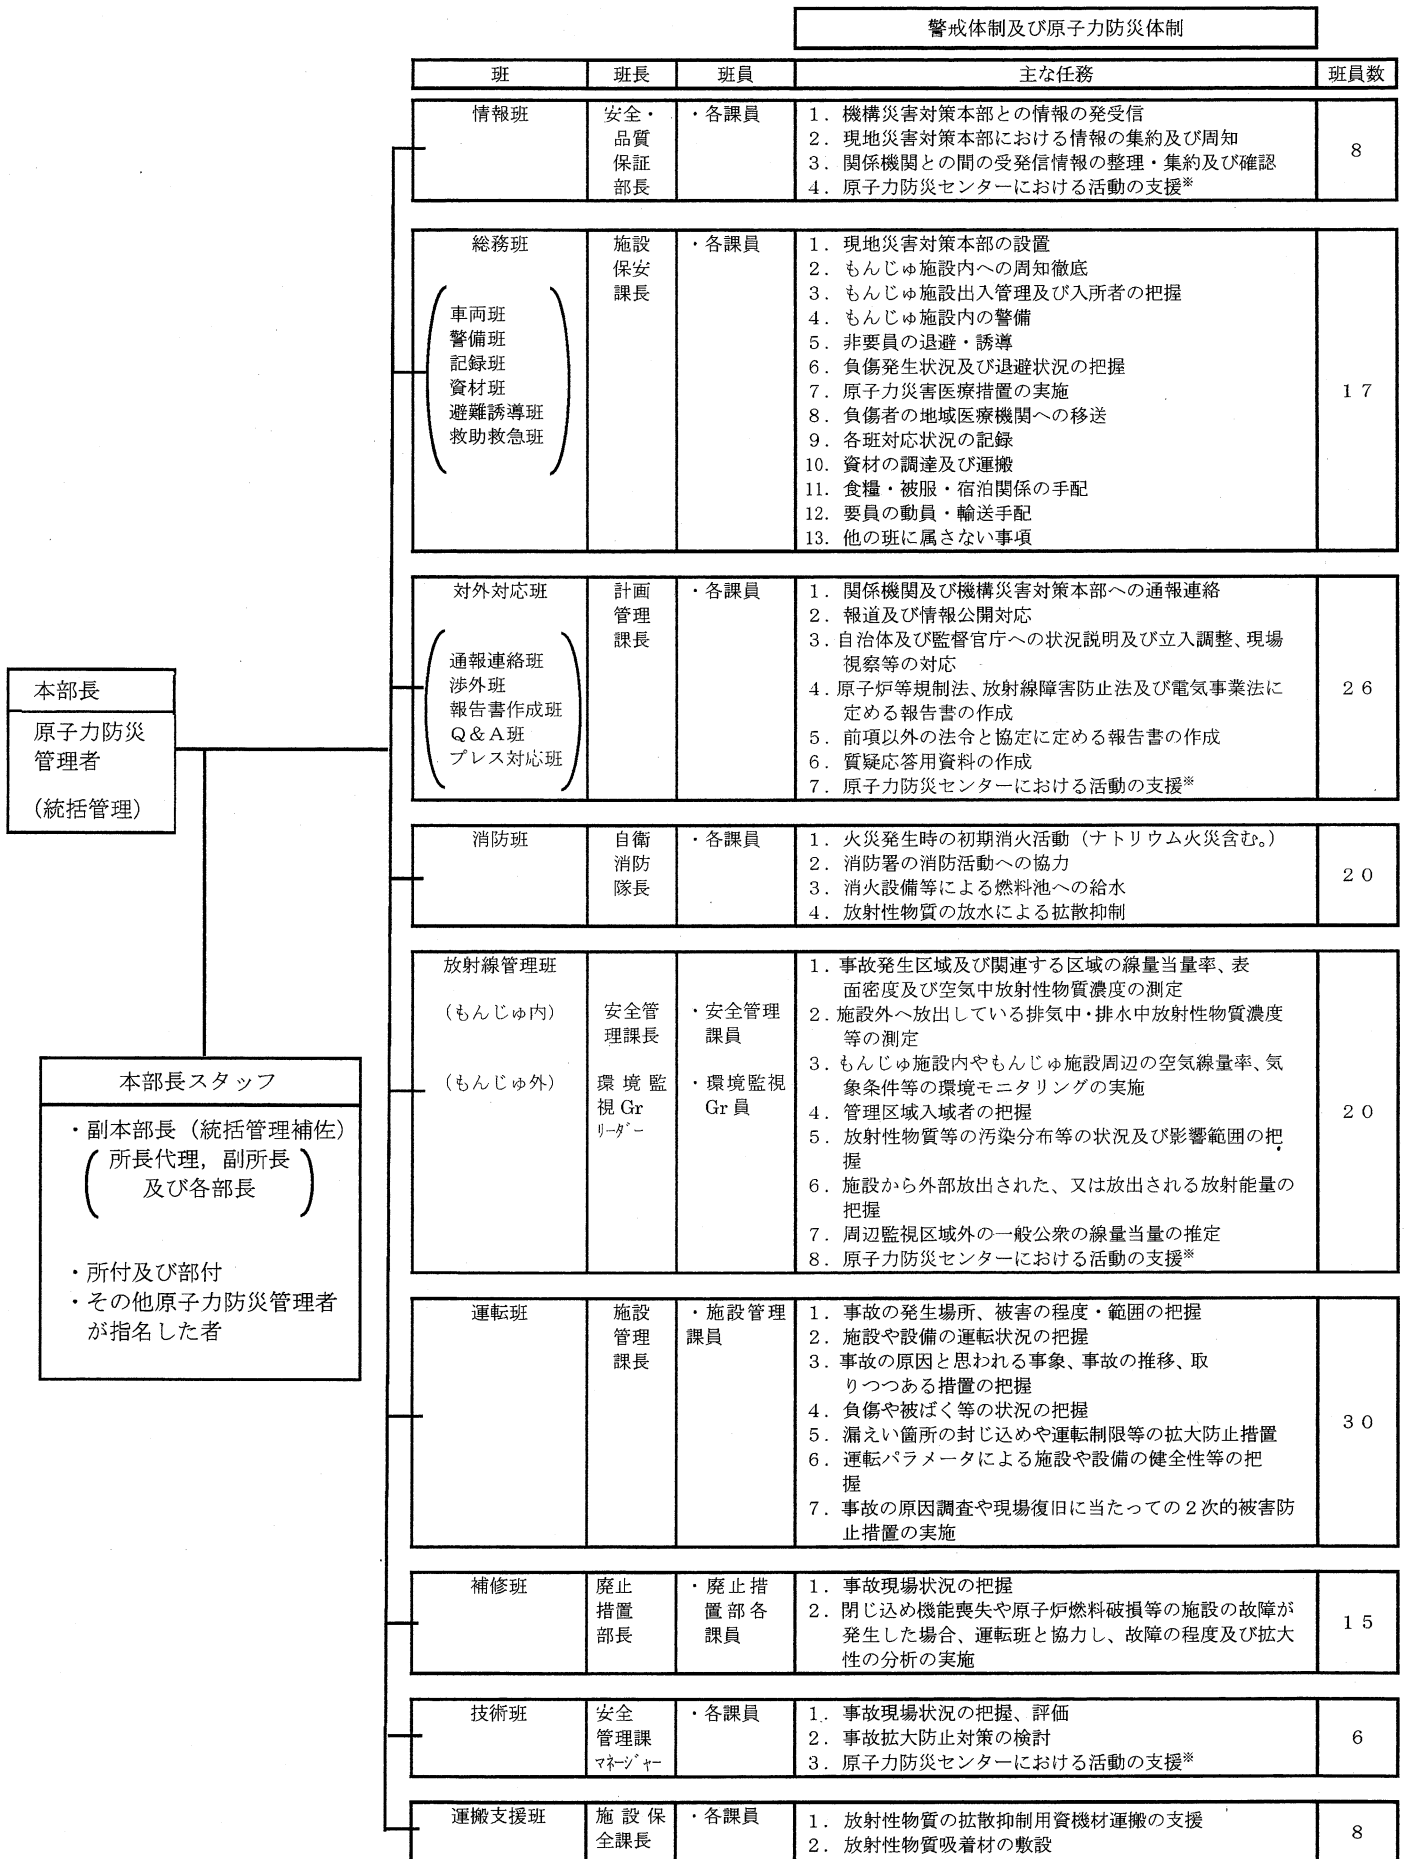 警戒体制及び原子力防災体制
班 班長 班員 主な任務 班員数
情報班
安全・
品質
保証
部長
・各課員
1. 機構災害対策本部との情報の発受信
2. 現地災害対策本部における情報の集約及び周知
3. 関係機関との間の受発信情報の整理・集約及び確認
4. 原子力防災センターにおける活動の支援※
8
総務班
車両班
警備班
記録班
資材班
避難誘導班
救助救急班
施設
保安
課長
・各課員
1. 現地災害対策本部の設置
2. もんじゅ施設内への周知徹底
3. もんじゅ施設出入管理及び入所者の把握
4. もんじゅ施設内の警備
5. 非要員の退避・誘導
6. 負傷発生状況及び退避状況の把握
7. 原子力災害医療措置の実施
8. 負傷者の地域医療機関への移送
9. 各班対応状況の記録
10. 資材の調達及び運搬
11. 食糧・被服・宿泊関係の手配
12. 要員の動員・輸送手配
13. 他の班に属さない事項
17
対外対応班
通報連絡班
渉外班
報告書作成班
Q&A班
プレス対応班
計画
管理
課長
・各課員
1. 関係機関及び機構災害対策本部への通報連絡
2. 報道及び情報公開対応
3. 自治体及び監督官庁への状況説明及び立入調整、現場
視察等の対応
4. 原子炉等規制法、放射線障害防止法及び電気事業法に
定める報告書の作成
5. 前項以外の法令と協定に定める報告書の作成
6. 質疑応答用資料の作成
7. 原子力防災センターにおける活動の支援※
26
本部長
原子力防災
管理者
(統括管理)
消防班
自衛
消防
隊長
・各課員
1. 火災発生時の初期消火活動(ナトリウム火災含む。)
2. 消防署の消防活動への協力
3. 消火設備等による燃料池への給水
4. 放射性物質の放水による拡散抑制
20
放射線管理班
(もんじゅ内)
(もんじゅ外)
安全管
理課長
環境監
視Gr
リーダー
・安全管理
課員
・環境監視
Gr員
1. 事故発生区域及び関連する区域の線量当量率、表
面密度及び空気中放射性物質濃度の測定
2. 施設外へ放出している排気中・排水中放射性物質濃度
等の測定
3. もんじゅ施設内やもんじゅ施設周辺の空気線量率、気
象条件等の環境モニタリングの実施
4. 管理区域入域者の把握
5. 放射性物質等の汚染分布等の状況及び影響範囲の把
握
6. 施設から外部放出された、又は放出される放射能量の
把握
7. 周辺監視区域外の一般公衆の線量当量の推定
8. 原子力防災センターにおける活動の支援※
20
本部長スタッフ
・副本部長(統括管理補佐)
所長代理,副所長
及び各部長
・所付及び部付
・その他原子力防災管理者
が指名した者
運転班
施設
管理
課長
・施設管理
課員
1. 事故の発生場所、被害の程度・範囲の把握
2. 施設や設備の運転状況の把握
3. 事故の原因と思われる事象、事故の推移、取
りつつある措置の把握
4. 負傷や被ばく等の状況の把握
5. 漏えい箇所の封じ込めや運転制限等の拡大防止措置
6. 運転パラメータによる施設や設備の健全性等の把
握
7. 事故の原因調査や現場復旧に当たっての2次的被害防
止措置の実施
30
補修班
廃止
措置
部長
・廃止措
置部各
課員
1. 事故現場状況の把握
2. 閉じ込め機能喪失や原子炉燃料破損等の施設の故障が
発生した場合、運転班と協力し、故障の程度及び拡大
性の分析の実施
15
技術班
安全
管理課
マネージャー
・各課員
1. 事故現場状況の把握、評価
2. 事故拡大防止対策の検討
3. 原子力防災センターにおける活動の支援※
6
運搬支援班
施設保
全課長
・各課員
1. 放射性物質の拡散抑制用資機材運搬の支援
2. 放射性物質吸着材の敷設
8